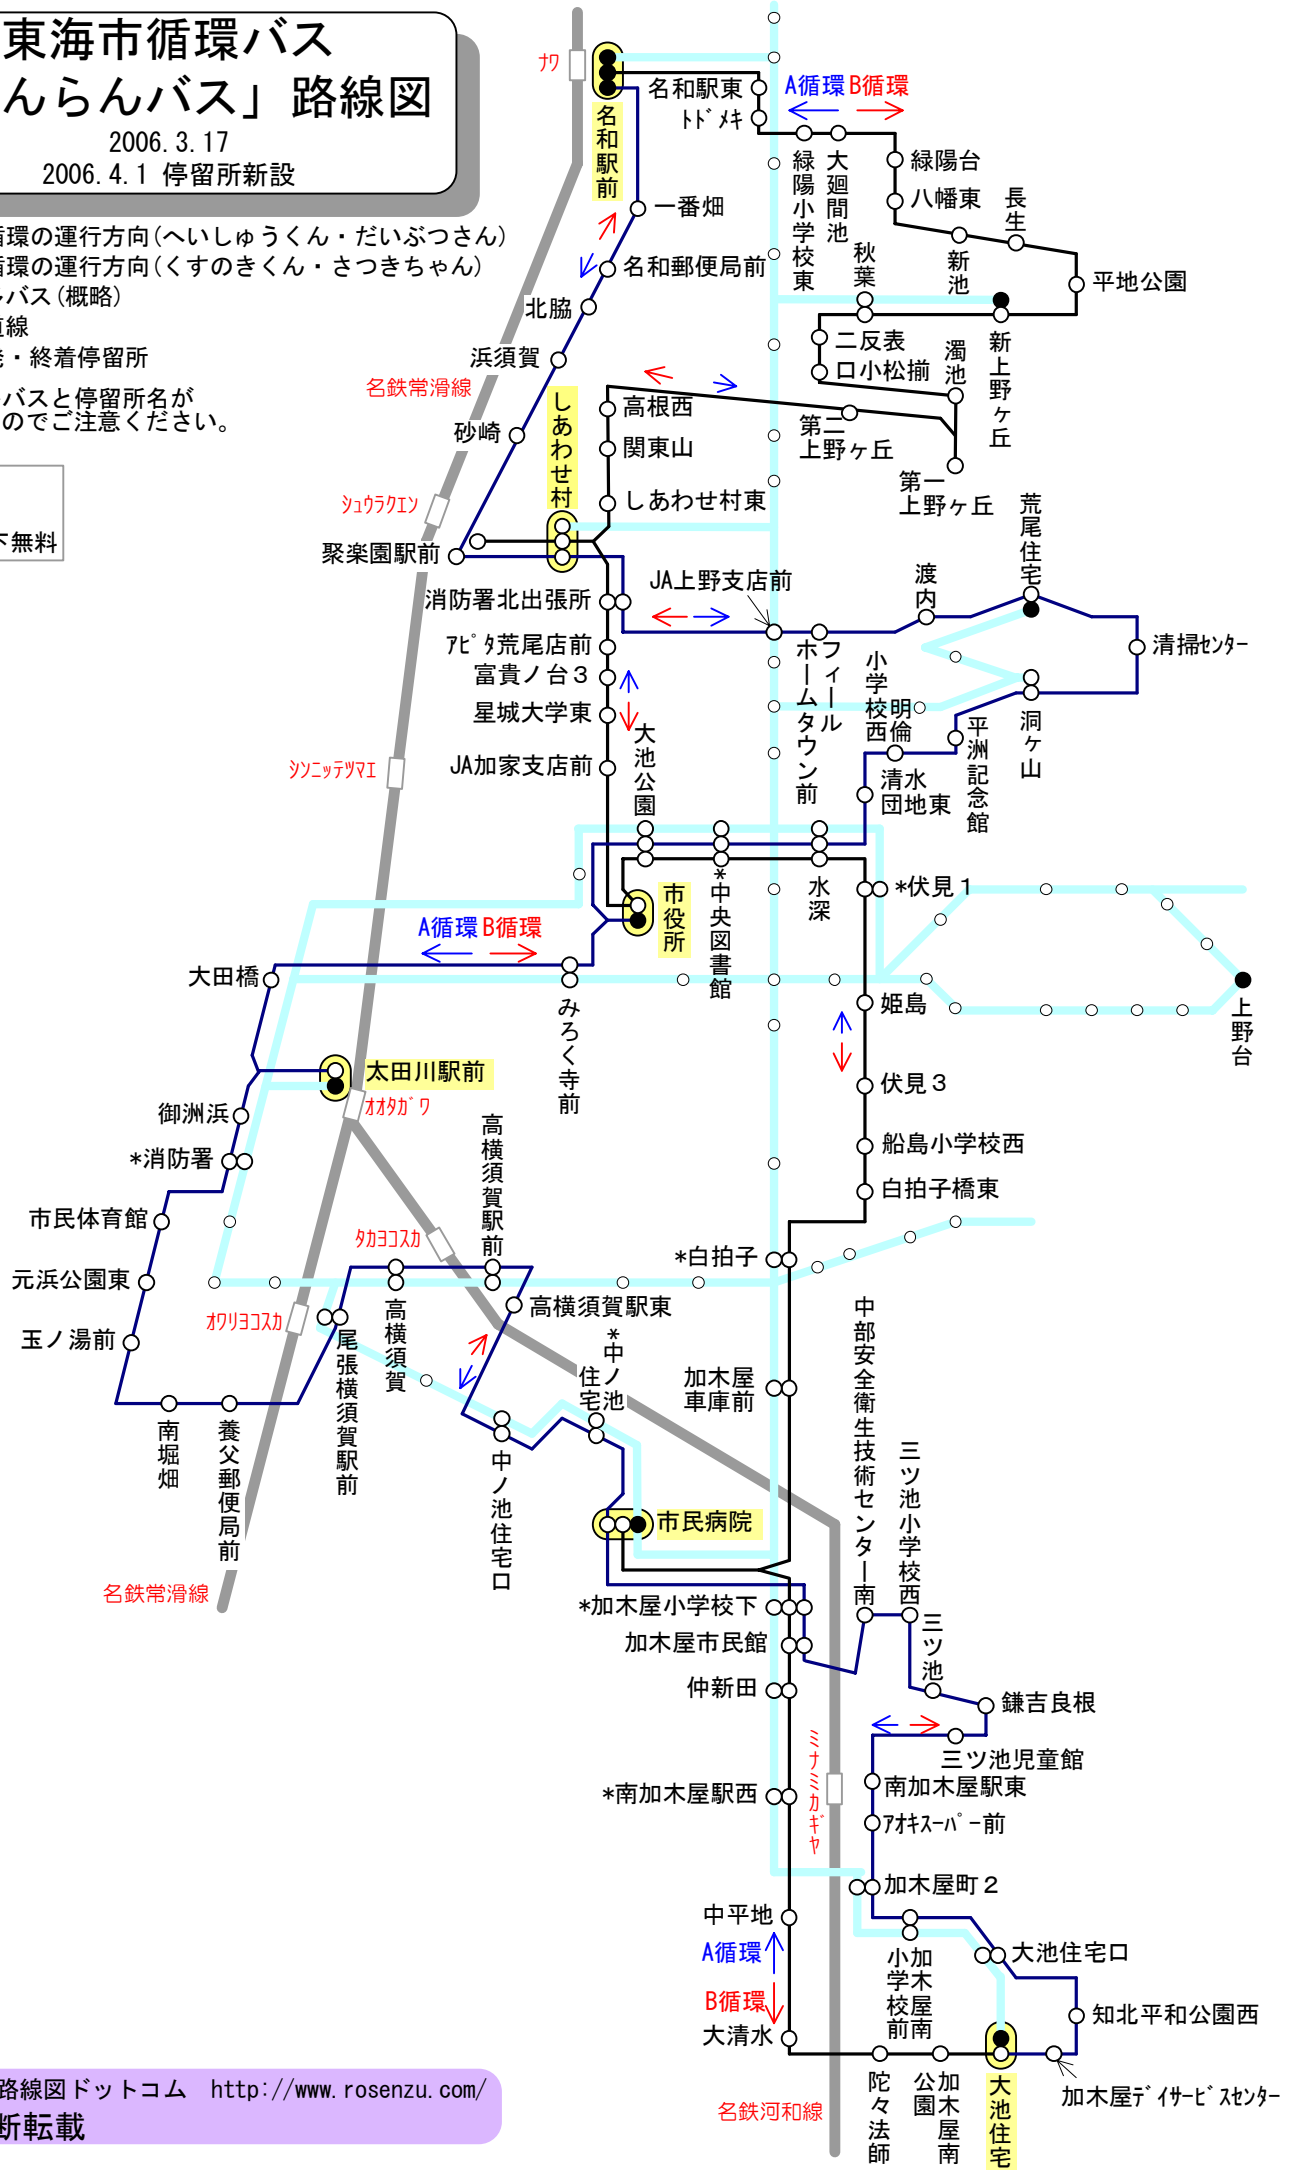 東海市循環バス
んらんバス」路線図
2006.3.17
2006.4.1 停留所新設
循環の運行方向(へいしゅうくん・だいぶつさん)
循環の運行方向(くすのきくん・さつきちゃん)
バス(概略)
直線
発・終着停留所
バスと停留所名が
のでご注意ください。
下無料
ナワ
名和駅前
名和駅東
トドメキ
A循環
B循環
緑陽小学校東
大廻間池
緑陽台
八幡東
新池
長生
平地公園
秋葉
新上野ヶ丘
二反表
口小松揃
濁池
第一
上野ヶ丘
第二
上野ヶ丘
高根西
関東山
しあわせ村東
しあわせ村
一番畑
名和郵便局前
北脇
浜須賀
名鉄常滑線
砂崎
シュウラクエン
聚楽園駅前
消防署北出張所
JA上野支店前
フィール
ホームタウン前
渡内
荒尾住宅
清掃センター
洞ヶ山
平洲記念館
明倫
小学校西
清水
団地東
アピタ荒尾店前
富貴ノ台3
星城大学東
JA加家支店前
シンニッテツマエ
大池公園
*中央図書館
水深
*伏見1
市役所
A循環
B循環
大田橋
みろく寺前
姫島
上野台
伏見3
船島小学校西
白拍子橋東
*白拍子
太田川駅前
オオタガワ
御洲浜
*消防署
市民体育館
元浜公園東
玉ノ湯前
南堀畑
養父郵便局前
オワリヨコスカ
尾張横須賀駅前
高横須賀
タカヨコスカ
高横須賀駅前
高横須賀駅東
*中ノ池
住宅
中ノ池住宅口
加木屋
車庫前
市民病院
名鉄常滑線
*加木屋小学校下
加木屋市民館
仲新田
中部安全衛生技術センター南
三ツ池小学校西
三ツ池
鎌吉良根
三ツ池児童館
南加木屋駅東
アオキスーパー前
*南加木屋駅西
ミナミカギヤ
加木屋町2
中平地
A循環
B循環
大清水
加木屋南
小学校前
大池住宅口
知北平和公園西
加木屋デイサービスセンター
大池住宅
加木屋南
公園
陀々法師
名鉄河和線
路線図ドットコム http://www.rosenzu.com/
断転載